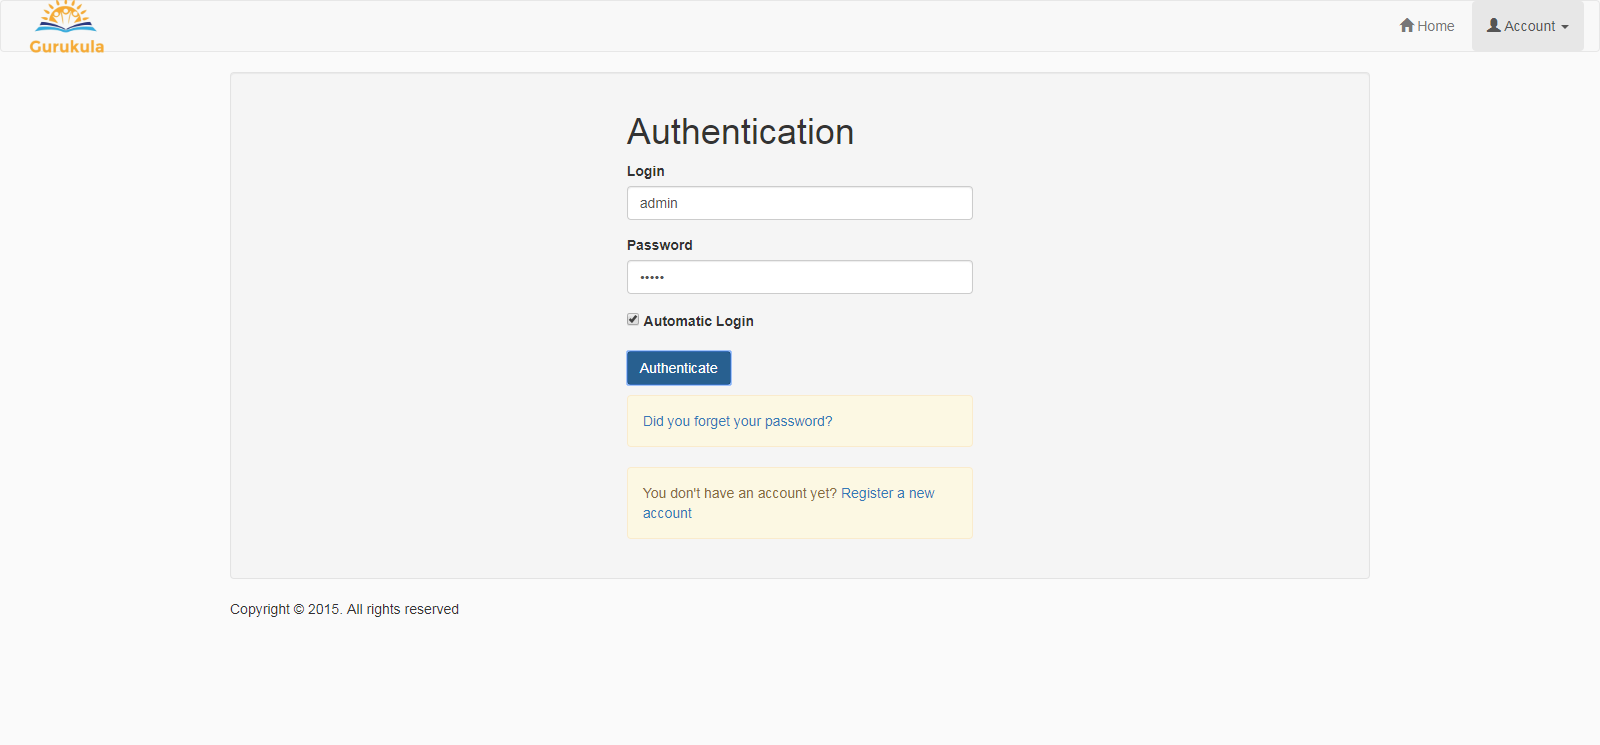 Gurukula
Home
Account
Authentication
Login
admin
Password
•••••
Automatic Login
Authenticate
Did you forget your password?
You don't have an account yet? Register a new
account
Copyright © 2015. All rights reserved